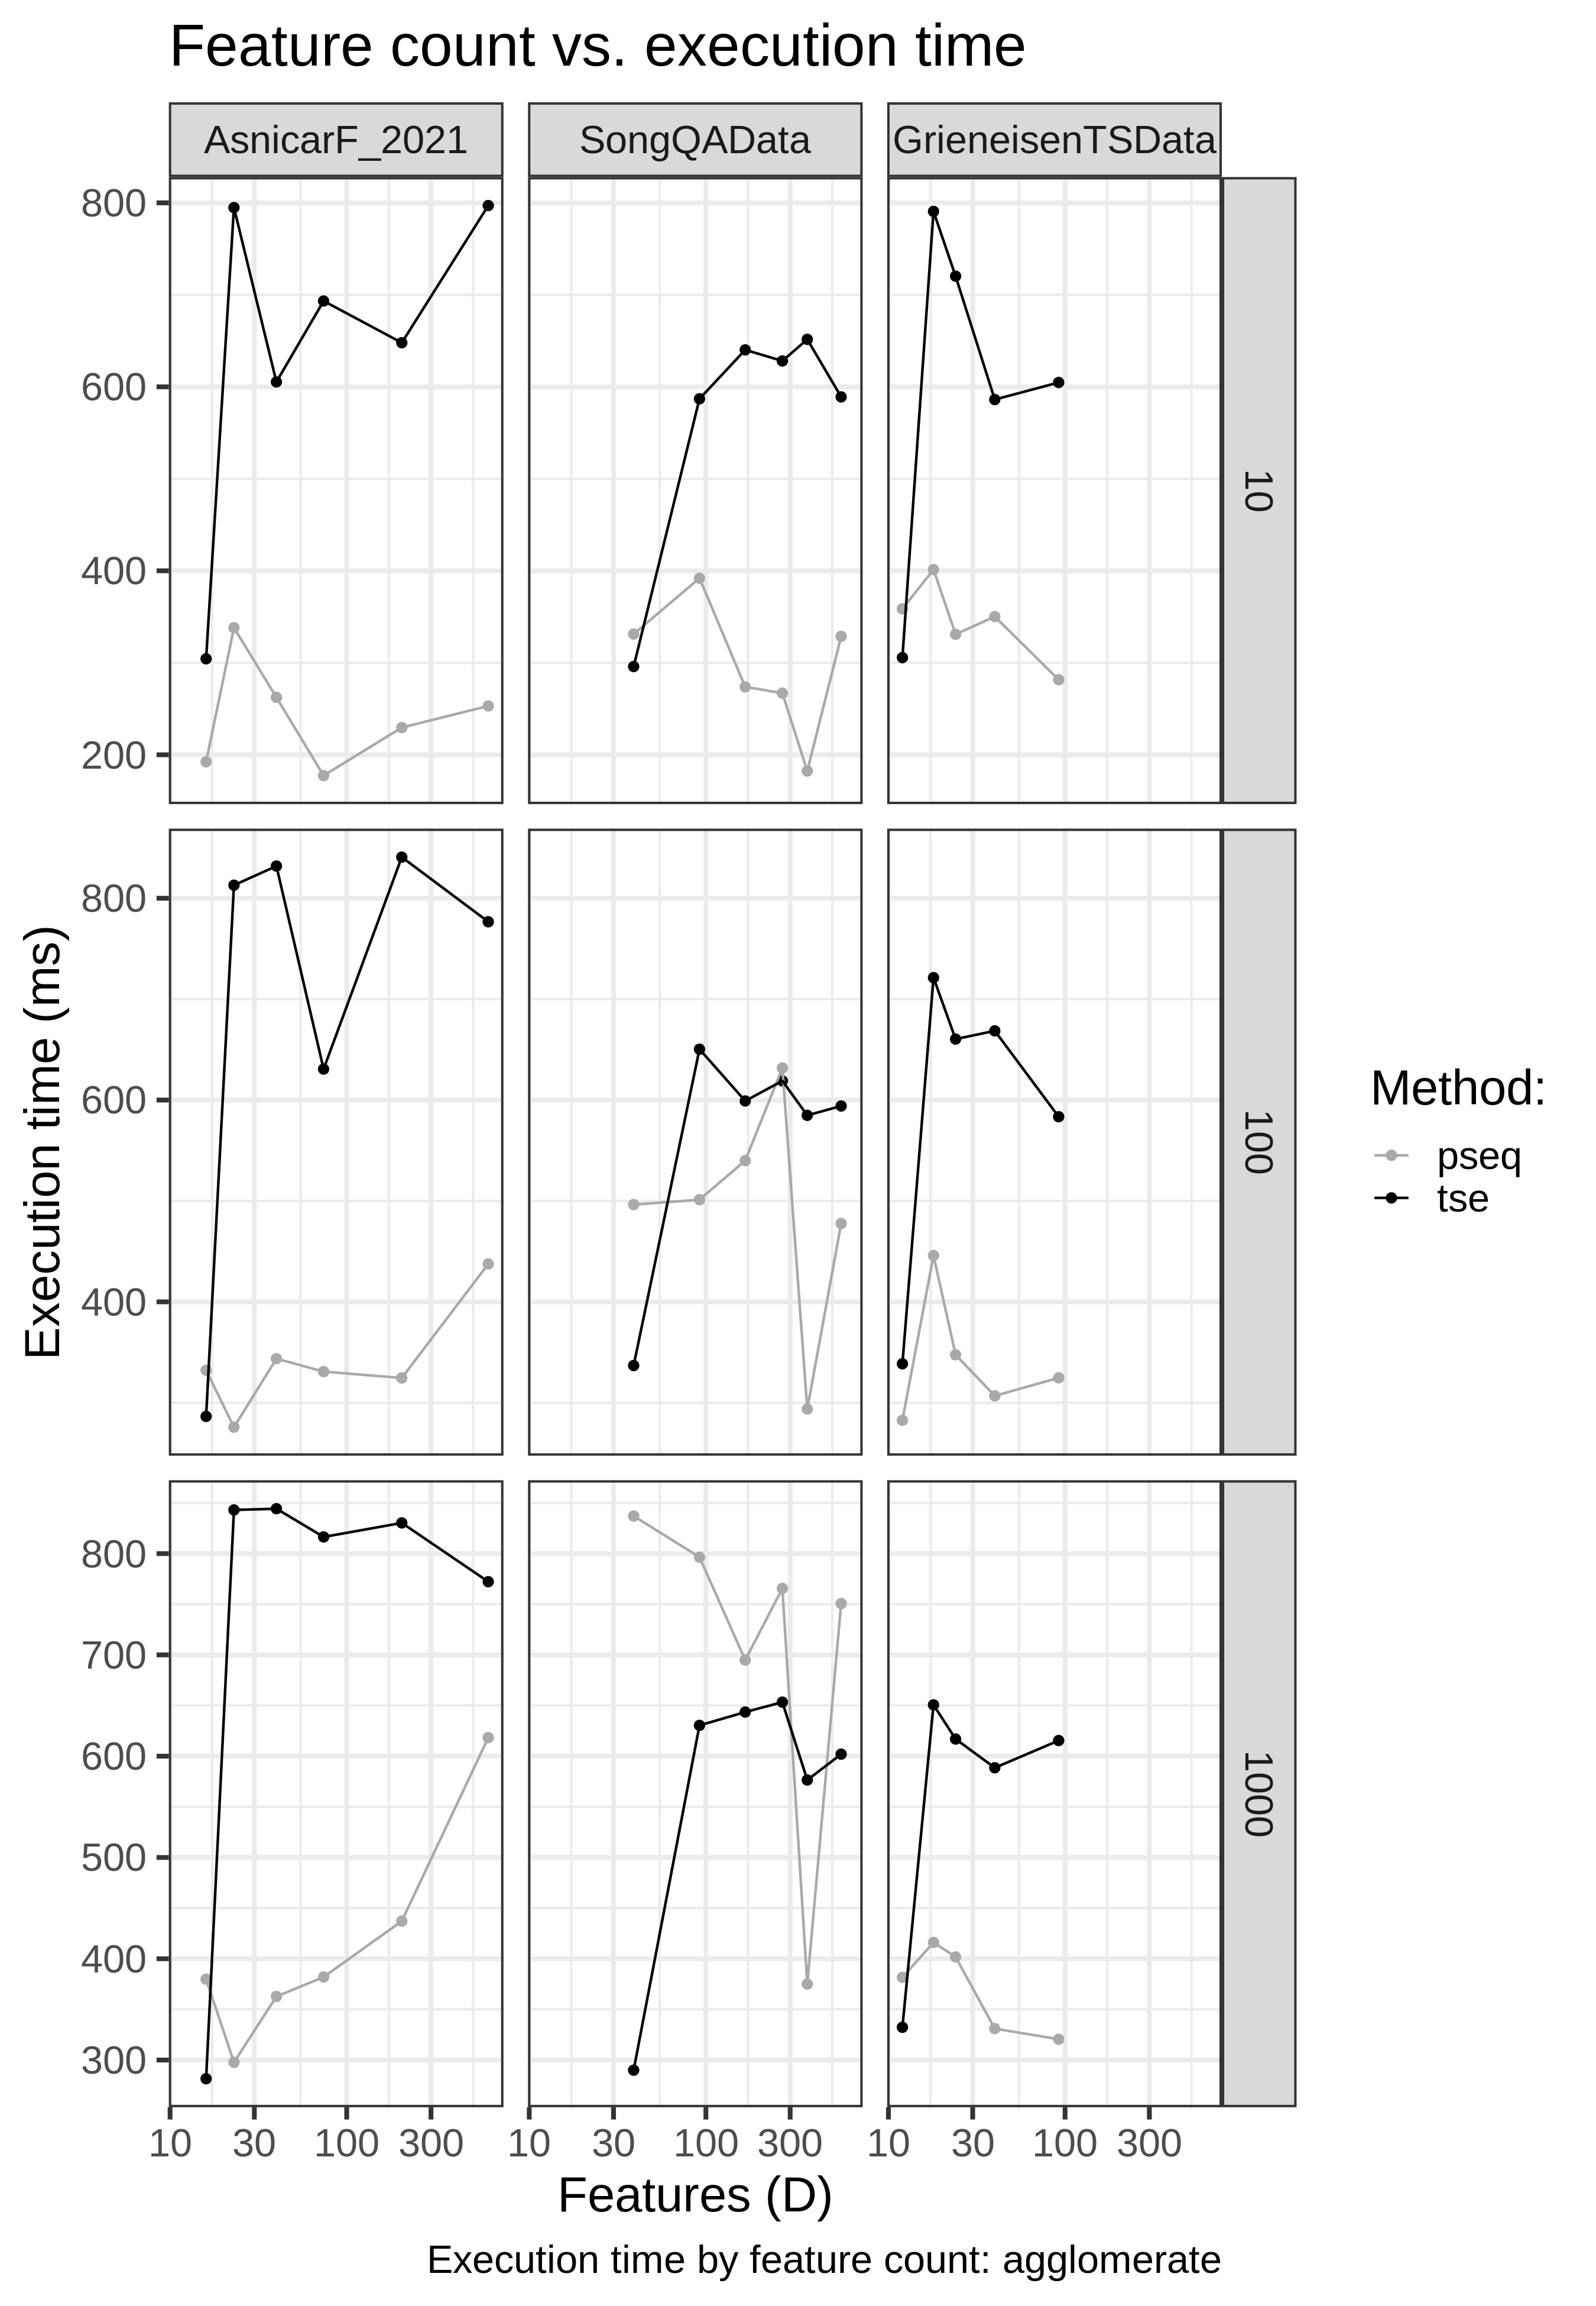 Feature count vs. execution time
AsnicarF_2021 SongQAData GrieneisenTSData
800
600
400
200
10
800
600
400
100
800
700
600
500
400
300
1000
Execution time (ms)
10 30 100 300 10 30 100 300 10 30 100 300
Features (D)
Execution time by feature count: agglomerate
Method:
pseq
tse